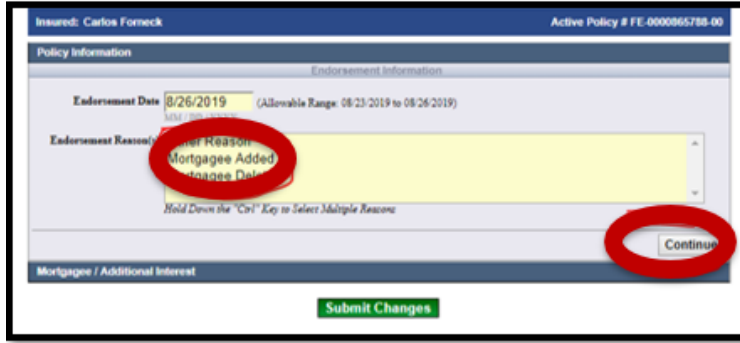 Insured: Carlos Forneck Active Policy # FE-0000865788-00
Policy Information
Endorsement Information
Endorsement Date 8/26/2019 (Allowable Range: 08/23/2019 to 08/26/2019)
MM / DD / YYYY
Endorsement Reason(s) Reason
Mortgagee Added
Hold Down the "Ctrl" Key to Select Multiple Reasons
Continue
Mortgagee / Additional Interest
Submit Changes